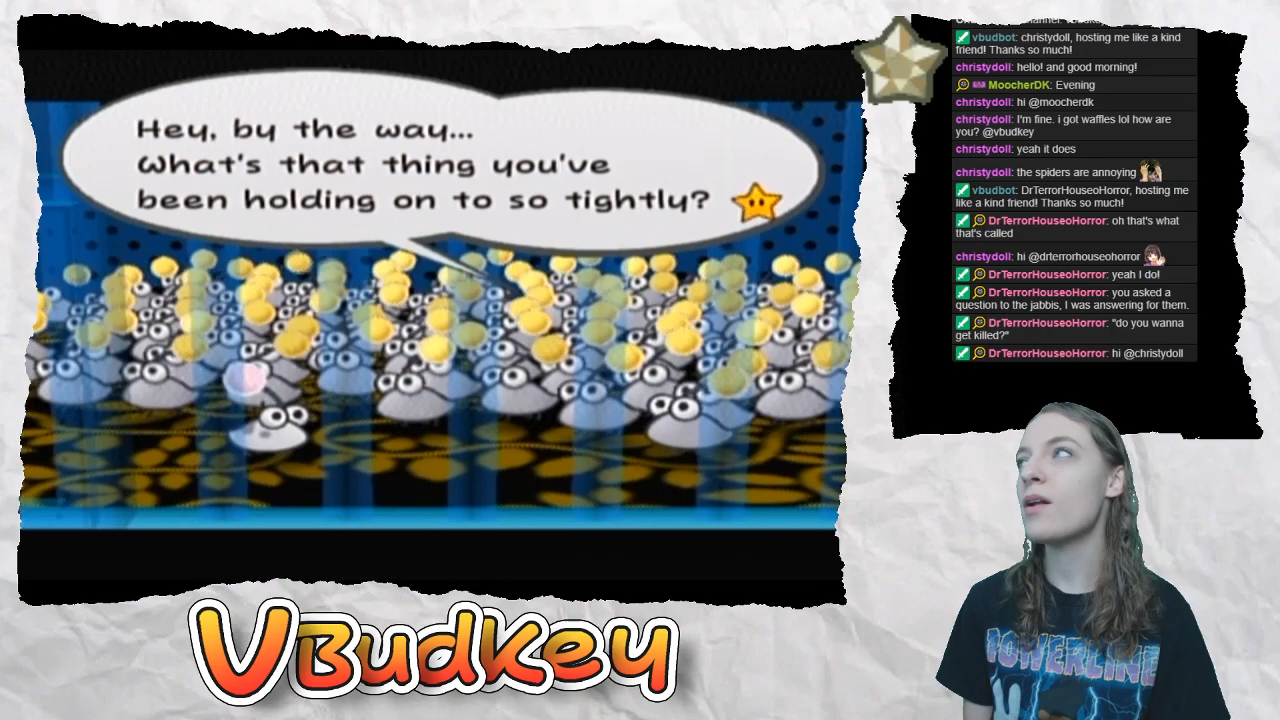 Hey, by the way...
What's that thing you've
been holding on to so tightly?
vbudbot: christydoll, hosting me like a kind
friend! Thanks so much!
christydoll: hello! and good morning!
MoocherDK: Evening
christydoll: hi @moocherdk
christydoll: I'm fine. i got waffles lol how are
you? @vbudkey
christydoll: yeah it does
christydoll: the spiders are annoying
vbudbot: DrTerrorHouseoHorror, hosting me
like a kind friend! Thanks so much!
DrTerrorHouseoHorror: oh that's what
that's called
christydoll: hi @drterrorhouseohorror
DrTerrorHouseoHorror: yeah I do!
DrTerrorHouseoHorror: you asked a
question to the jabbis, I was answering for them.
DrTerrorHouseoHorror: "do you wanna
get killed?"
DrTerrorHouseoHorror: hi @christydoll
VBudKey
POWERLINE